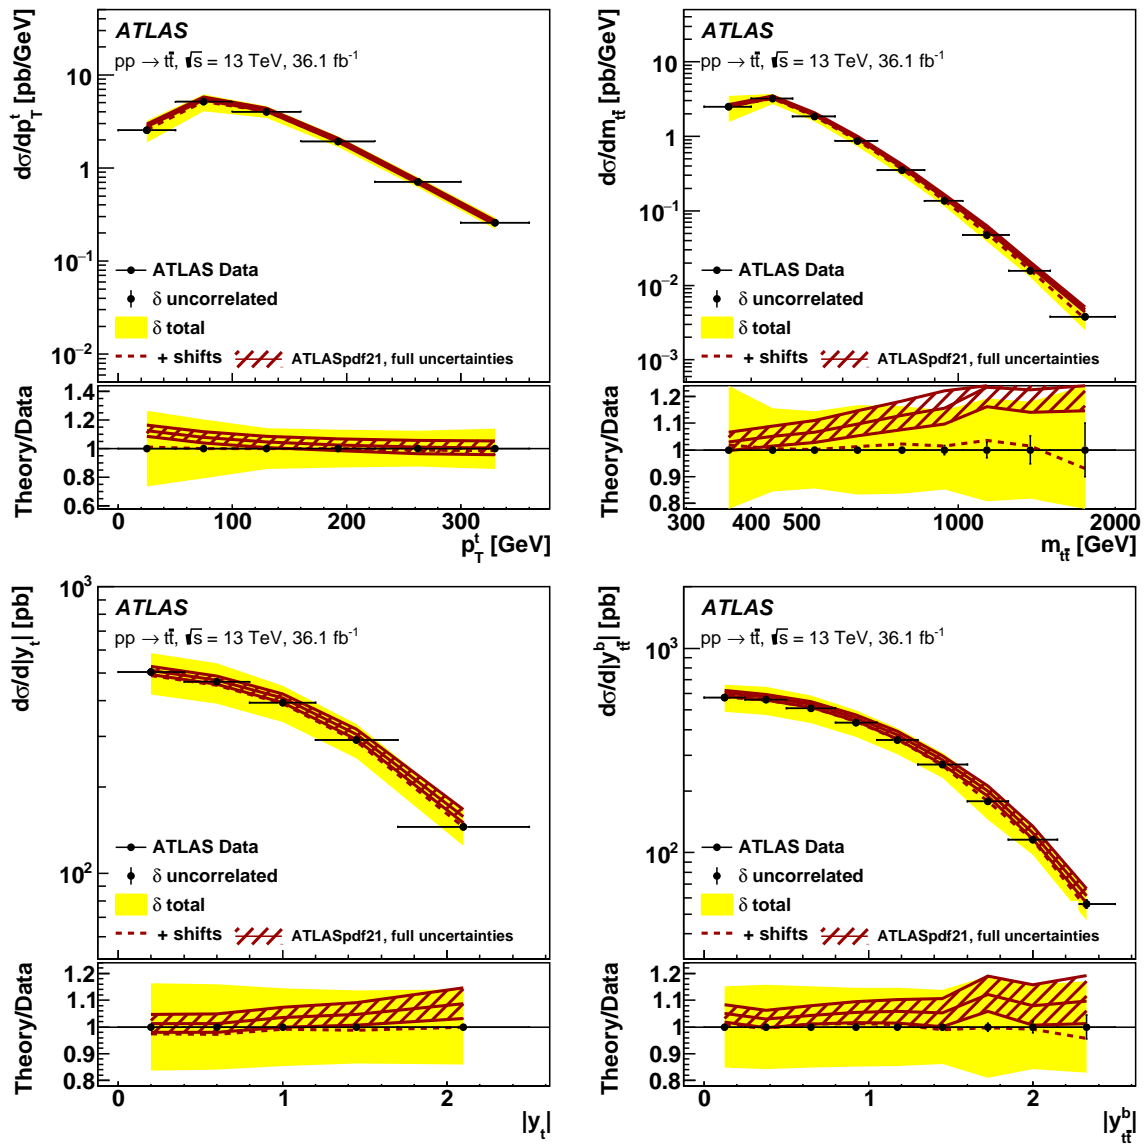 ATLAS
pp → tt̄, √s = 13 TeV, 36.1 fb⁻¹
dσ/dp_T^t [pb/GeV]
10
1
10⁻¹
10⁻²
ATLAS Data
δ uncorrelated
δ total
+ shifts
ATLASpdf21, full uncertainties
Theory/Data
1.4
1.2
1
0.8
0.6
0 100 200 300
p_T^t [GeV]
ATLAS
pp → tt̄, √s = 13 TeV, 36.1 fb⁻¹
dσ/dm_tt̄ [pb/GeV]
10
1
10⁻¹
10⁻²
10⁻³
ATLAS Data
δ uncorrelated
δ total
+ shifts
ATLASpdf21, full uncertainties
Theory/Data
1.2
1.1
1
0.9
0.8
300 400 500 1000 2000
m_tt̄ [GeV]
ATLAS
pp → tt̄, √s = 13 TeV, 36.1 fb⁻¹
dσ/d|y_t| [pb]
10³
10²
ATLAS Data
δ uncorrelated
δ total
+ shifts
ATLASpdf21, full uncertainties
Theory/Data
1.2
1.1
1
0.9
0.8
0 1 2
|y_t|
ATLAS
pp → tt̄, √s = 13 TeV, 36.1 fb⁻¹
dσ/d|y_tt̄^b| [pb]
10³
10²
ATLAS Data
δ uncorrelated
δ total
+ shifts
ATLASpdf21, full uncertainties
Theory/Data
1.2
1.1
1
0.9
0.8
0 1 2
|y_tt̄^b|